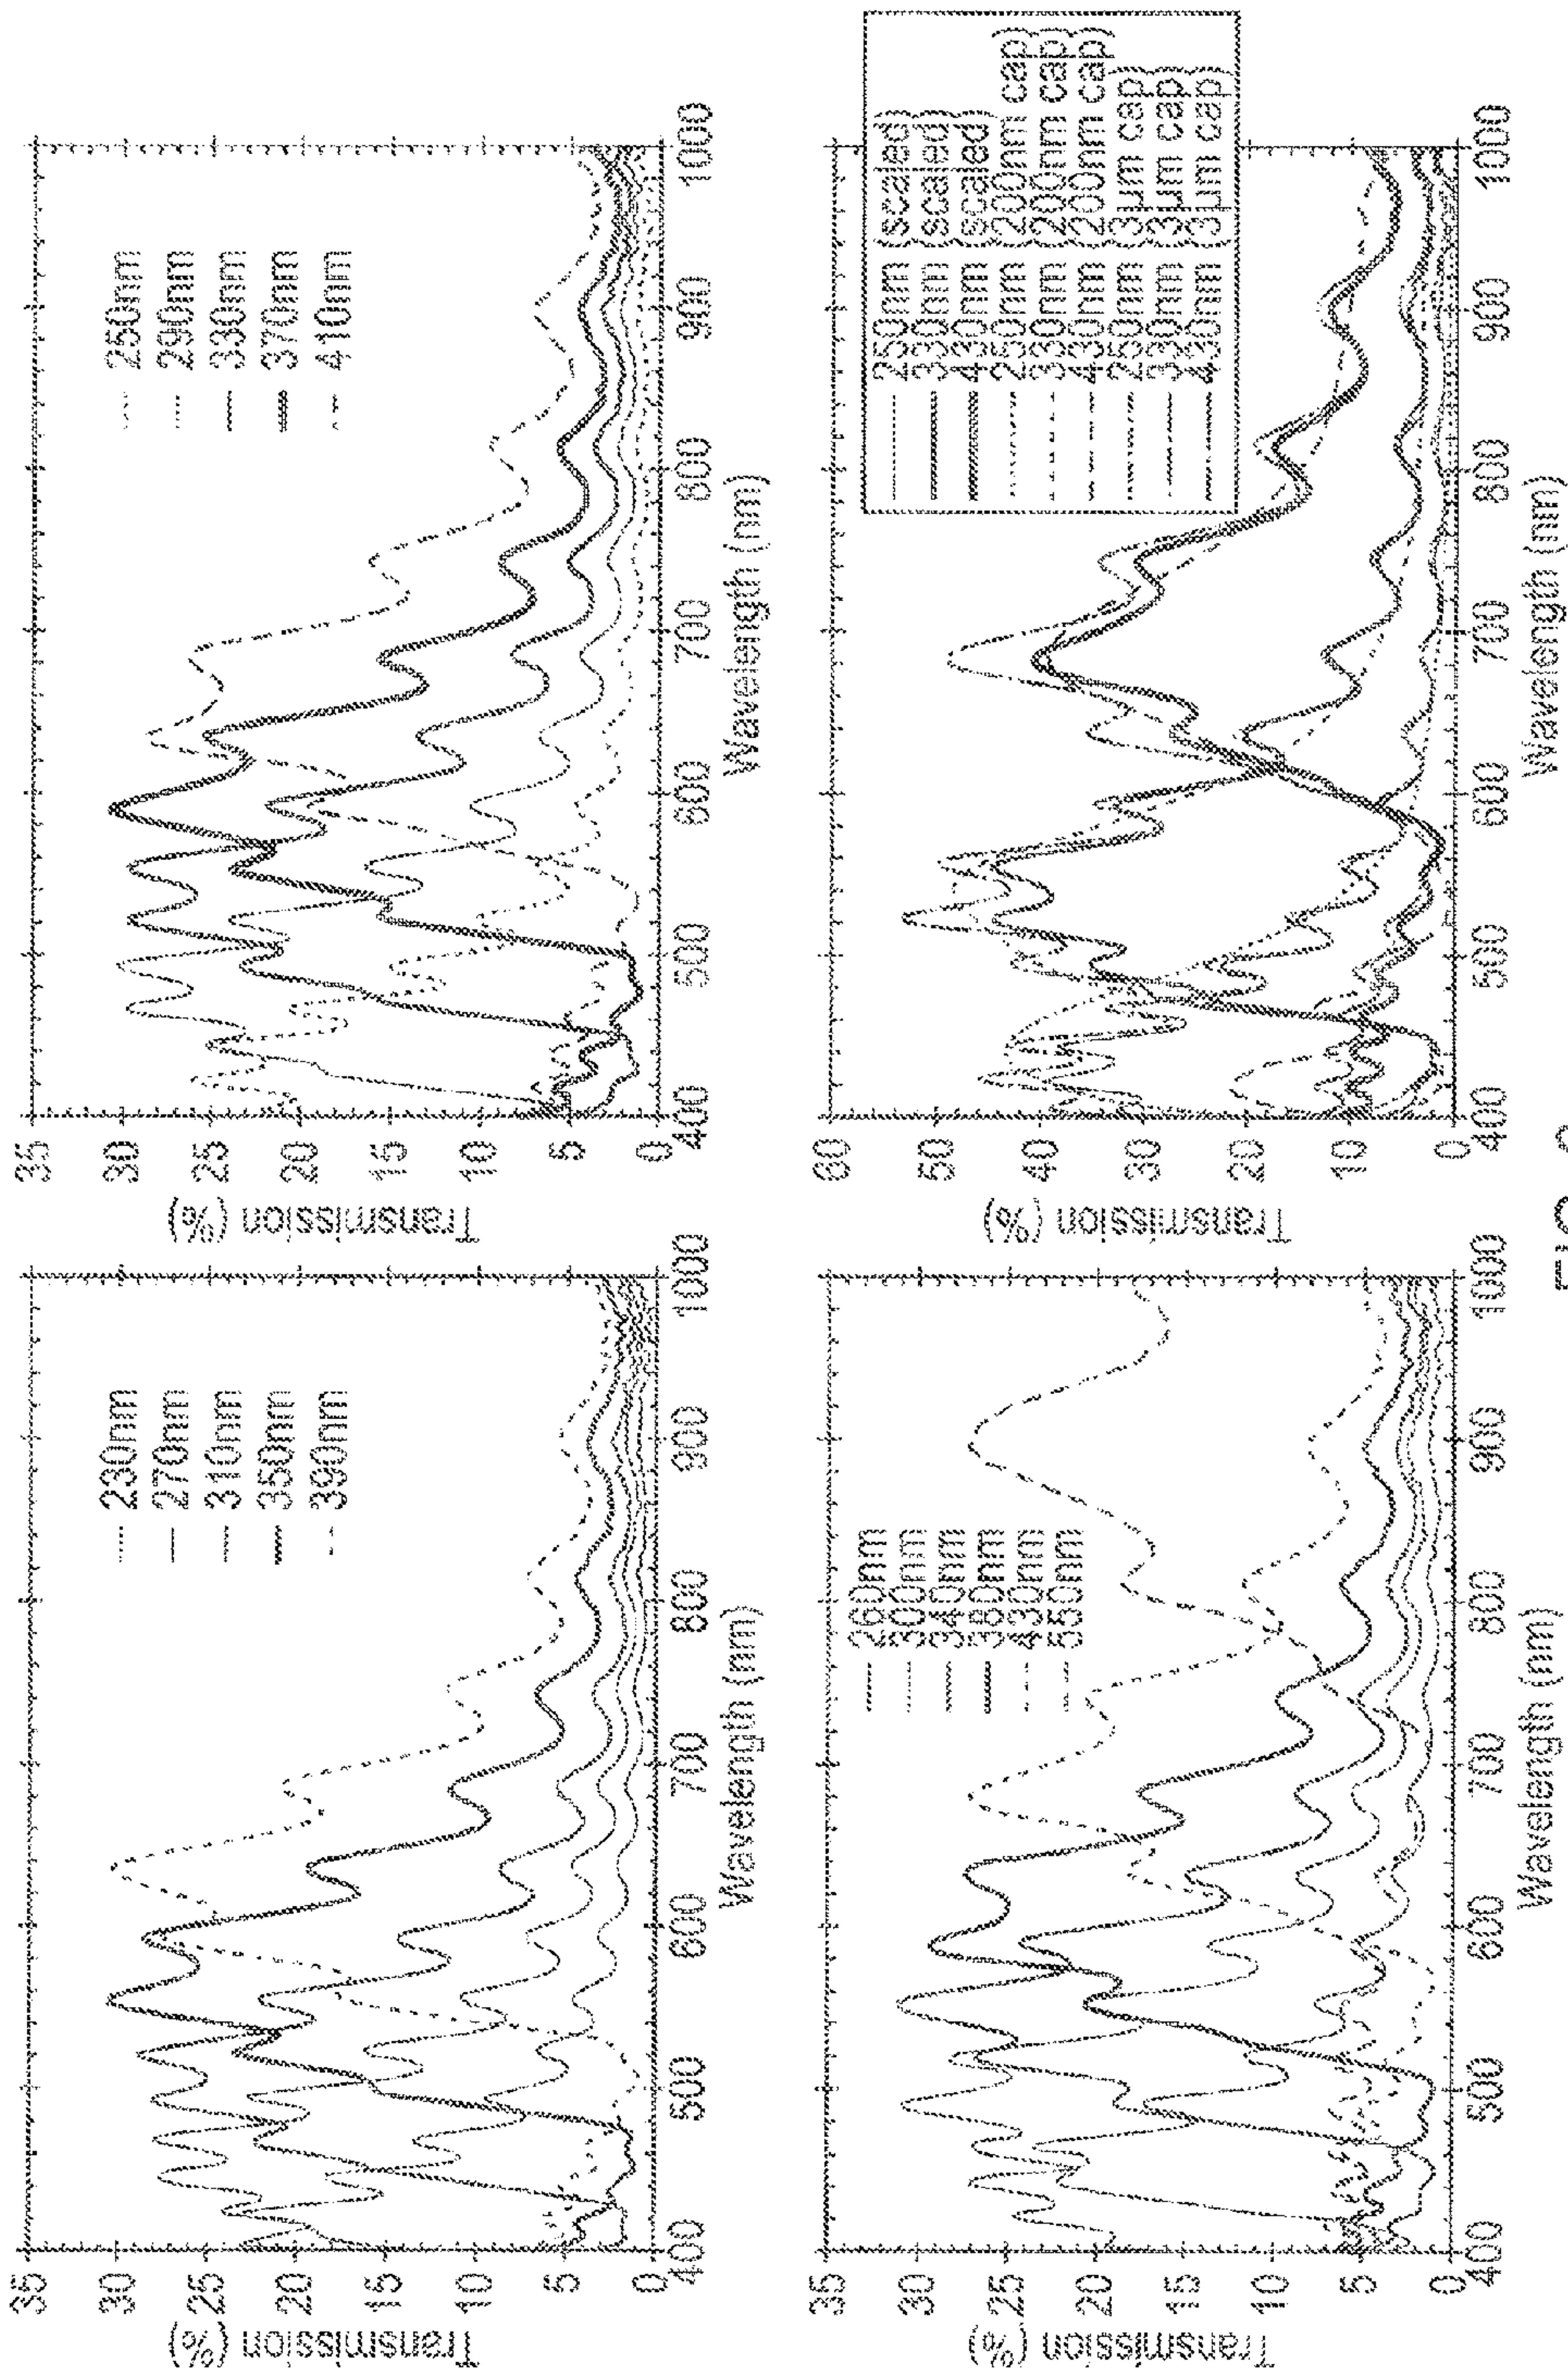 35
30
25
20
15
10
5
0
Transmission (%)
400
500
600
700
800
900
1000
Wavelength (nm)
230nm
270nm
310nm
350nm
390nm
35
30
25
20
15
10
5
0
Transmission (%)
400
500
600
700
800
900
1000
Wavelength (nm)
250nm
290nm
330nm
370nm
410nm
35
30
25
20
15
10
5
0
Transmission (%)
400
500
600
700
800
900
1000
Wavelength (nm)
260nm
300nm
340nm
380nm
430nm
550nm
60
50
40
30
20
10
0
Transmission (%)
400
500
600
700
800
900
1000
Wavelength (nm)
250nm (scaled)
330nm (scaled)
430nm (scaled)
250nm (200nm cap)
330nm (200nm cap)
430nm (200nm cap)
250nm (3µm cap)
330nm (3µm cap)
430nm (3µm cap)
FIG.